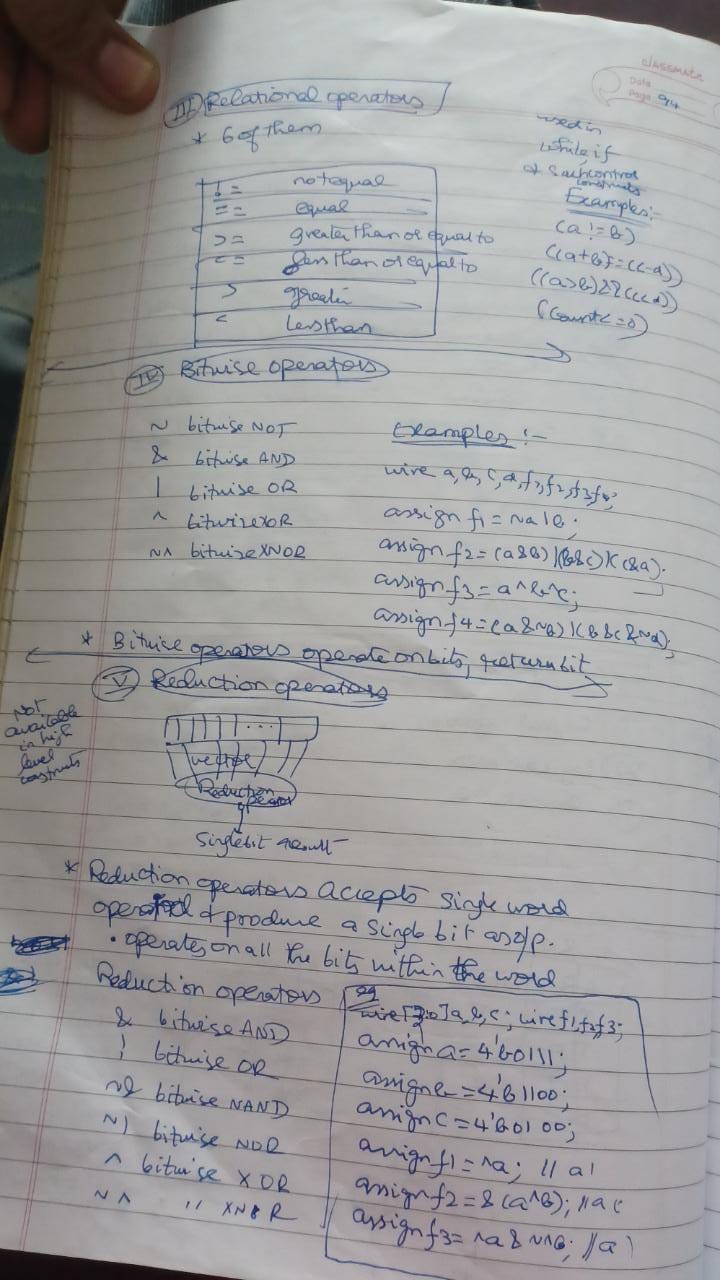 classmate
Date
Page 94
III) Relational operators
* 6 of them
used in
while, if
& such control
constructs
!= not equal
== equal
>= greater than or equal to
<= less than or equal to
> greater
< less than
Examples:-
(a != b)
((a+b)==(c-d))
((a>b)&&(c<d))
(count<=0)
IV Bitwise operators
~ bitwise NOT
& bitwise AND
| bitwise OR
^ bitwise XOR
~^ bitwise XNOR
Examples :-
wire a,b,c,d,f1,f2,f3,f4;
assign f1 = ~a|b;
assign f2 = (a&b)|(b&c)|(c&a).
assign f3 = a^b^c;
assign f4 = (a&~b)|(b&c&~d);
* Bitwise operators operate on bits, return bit
V Reduction operators
Not
available
in high
level
constructs
...
vector
Reduction
operator
Single bit result
* Reduction operators accepts single word
operand & produce a single bit as o/p.
• operates on all the bits within the word
Reduction operators
& bitwise AND
| bitwise OR
~& bitwise NAND
~| bitwise NOR
^ bitwise XOR
~^ " XNOR
eg
wire[3:0]a,b,c; wire f1,f2,f3;
assign a = 4'b0111;
assign b = 4'b1100;
assign c = 4'b0100;
assign f1 = ^a; // a 1
assign f2 = &(a^b); // a
assign f3 = ^a & ~^b; // a 1